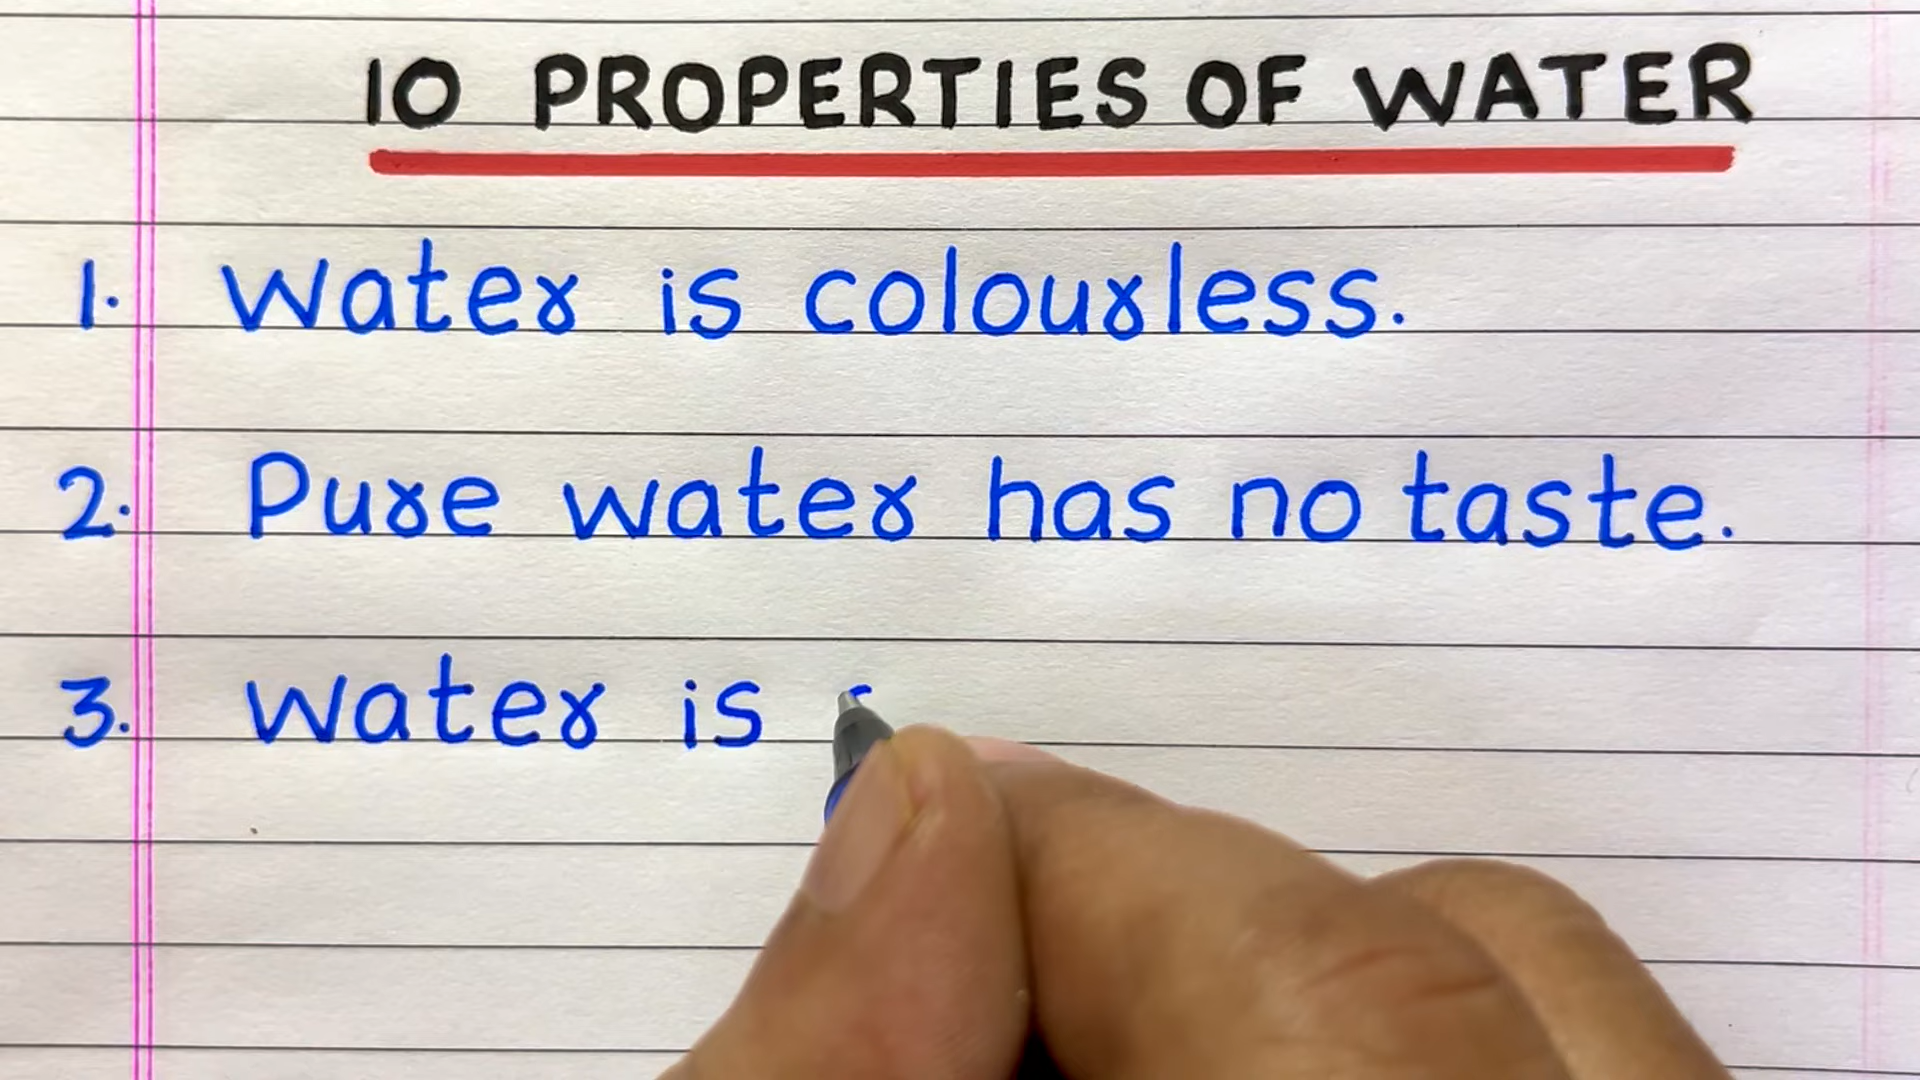 10 PROPERTIES OF WATER
1. Water is colourless.
2. Pure water has no taste.
3. Water is